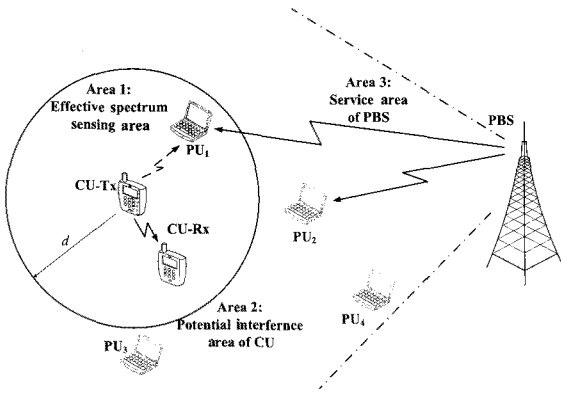 Area 1:
Effective spectrum
sensing area
Area 3:
Service area
of PBS
PBS
PU1
CU-Tx
CU-Rx
PU2
d
Area 2:
Potential interfernce
area of CU
PU4
PU3